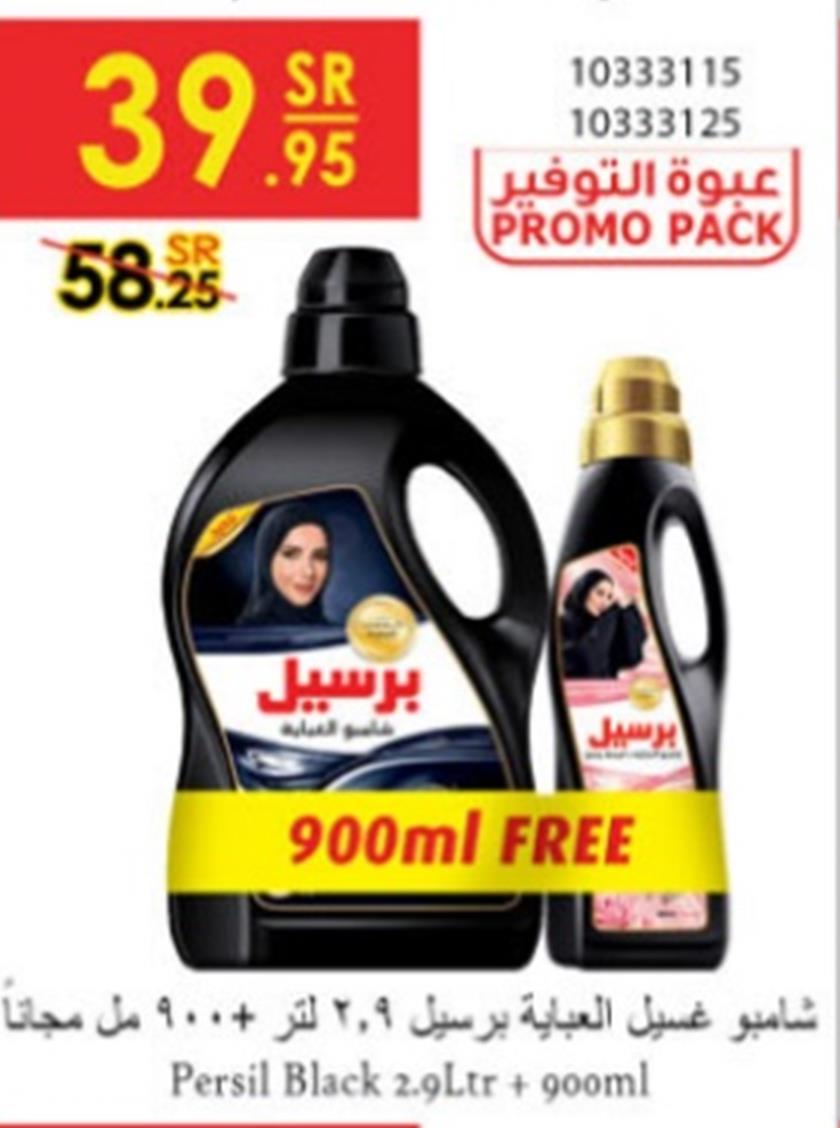 39.95 SR
10333115
10333125
عبوة التوفير
PROMO PACK
58.25 SR
برسيل
شامبو العباية
برسيل
900ml FREE
شامبو غسيل العباية برسيل ٢,٩ لتر +٩٠٠ مل مجاناً
Persil Black 2.9Ltr + 900ml